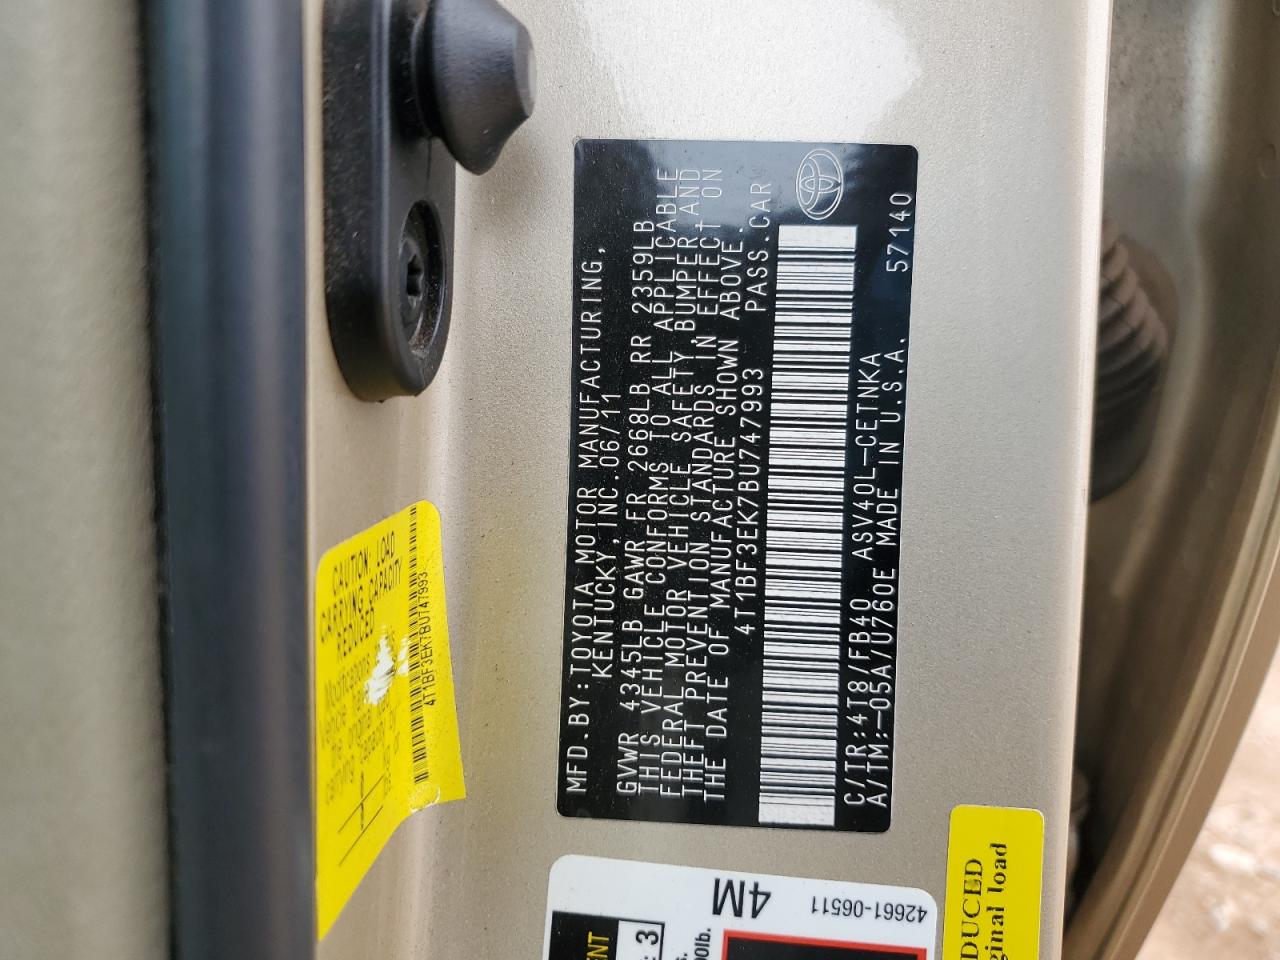 MFD.BY:TOYOTA MOTOR MANUFACTURING,
KENTUCKY,INC.06/11
GVWR 4345LB GAWR FR 2668LB RR 2359LB
THIS VEHICLE CONFORMS TO ALL APPLICABLE
FEDERAL MOTOR VEHICLE SAFETY,BUMPER AND
THEFT PREVENTION STANDARDS IN EFFECT ON
THE DATE OF MANUFACTURE SHOWN ABOVE.
4T1BF3EK7BU747993 PASS.CAR
C/TR:4T8/FB40 ASV40L-CETNKA
A/TM:-05A/U760E MADE IN U.S.A. 57140
CAUTION: LOAD
CARRYING CAPACITY
REDUCED
Modifications
4T1BF3EK7BU747993
4M
42661-06511
DUCED
ginal load